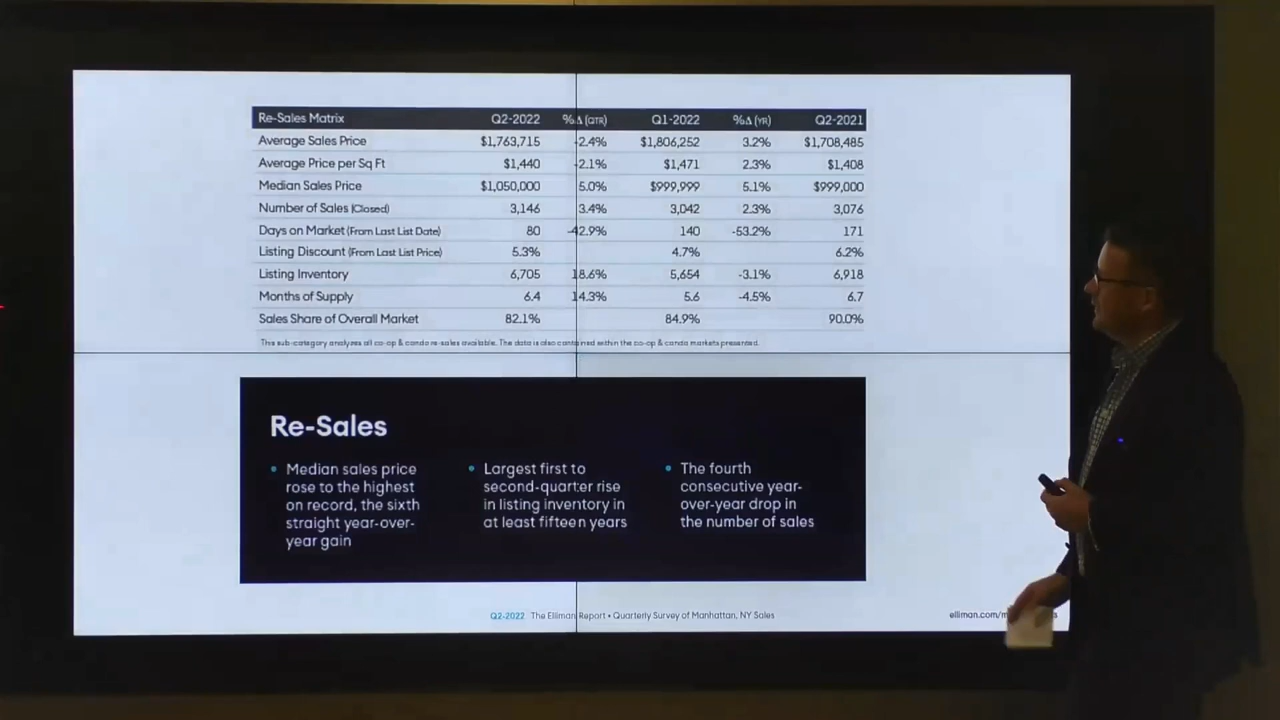 Re-Sales Matrix Q2-2022 %Δ (QTR) Q1-2022 %Δ (YR) Q2-2021
Average Sales Price $1,763,715 -2.4% $1,806,252 3.2% $1,708,485
Average Price per Sq Ft $1,440 -2.1% $1,471 2.3% $1,408
Median Sales Price $1,050,000 5.0% $999,999 5.1% $999,000
Number of Sales (Closed) 3,146 3.4% 3,042 2.3% 3,076
Days on Market (From Last List Date) 80 -42.9% 140 -53.2% 171
Listing Discount (From Last List Price) 5.3% 4.7% 6.2%
Listing Inventory 6,705 18.6% 5,654 -3.1% 6,918
Months of Supply 6.4 14.3% 5.6 -4.5% 6.7
Sales Share of Overall Market 82.1% 84.9% 90.0%
This sub-category analyzes all co-op & condo re-sales available. The data is also contained within the co-op & condo markets presented.
Re-Sales
• Median sales price
rose to the highest
on record, the sixth
straight year-over-
year gain
• Largest first to
second-quarter rise
in listing inventory in
at least fifteen years
• The fourth
consecutive year-
over-year drop in
the number of sales
Q2-2022 The Elliman Report • Quarterly Survey of Manhattan, NY Sales
elliman.com/m